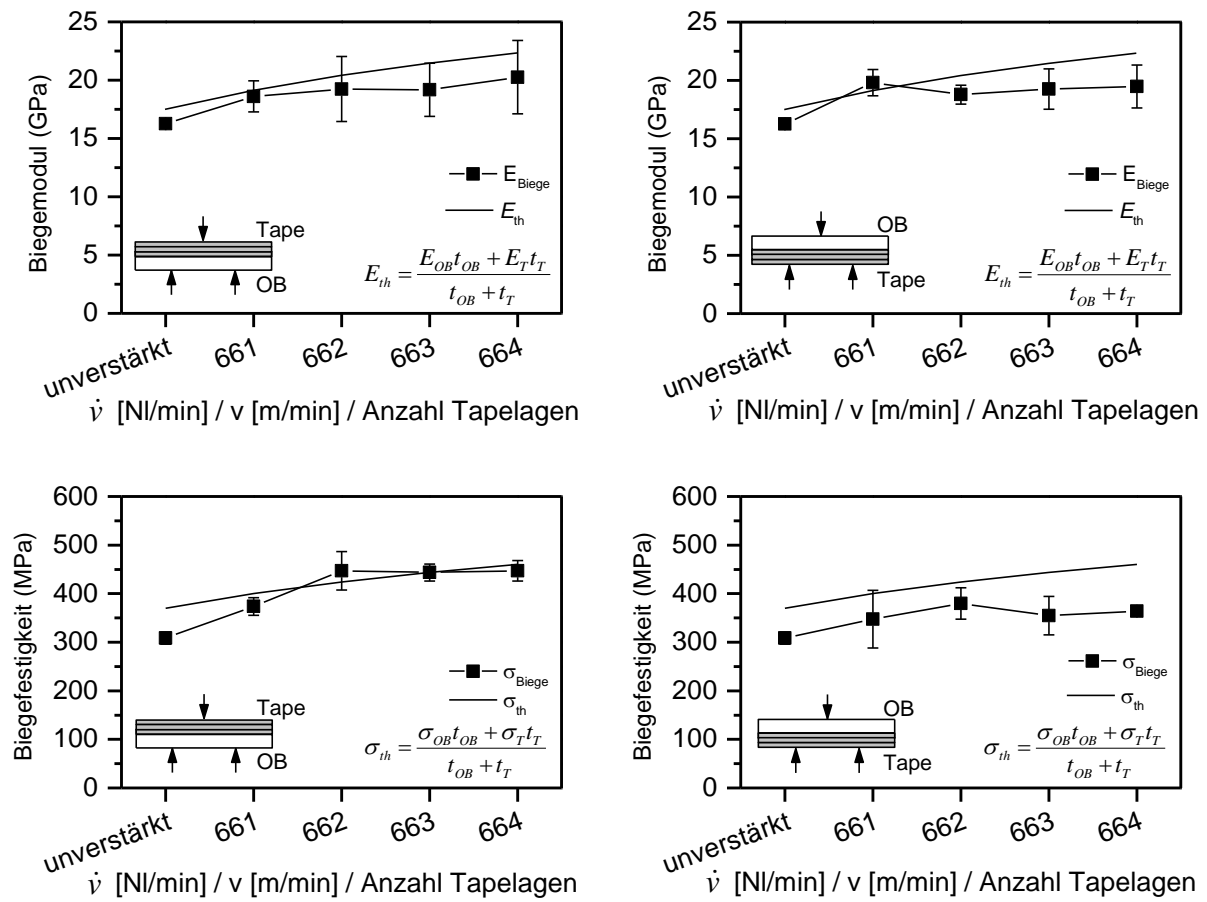 25
20
15
10
5
0
Biegemodul (GPa)
E_Biege
E_th
Tape
OB
E_th = (E_OB t_OB + E_T t_T) / (t_OB + t_T)
unverstärkt
661
662
663
664
v̇ [Nl/min] / v [m/min] / Anzahl Tapelagen
25
20
15
10
5
0
Biegemodul (GPa)
E_Biege
E_th
OB
Tape
E_th = (E_OB t_OB + E_T t_T) / (t_OB + t_T)
unverstärkt
661
662
663
664
v̇ [Nl/min] / v [m/min] / Anzahl Tapelagen
600
500
400
300
200
100
0
Biegefestigkeit (MPa)
σ_Biege
σ_th
Tape
OB
σ_th = (σ_OB t_OB + σ_T t_T) / (t_OB + t_T)
unverstärkt
661
662
663
664
v̇ [Nl/min] / v [m/min] / Anzahl Tapelagen
600
500
400
300
200
100
0
Biegefestigkeit (MPa)
σ_Biege
σ_th
OB
Tape
σ_th = (σ_OB t_OB + σ_T t_T) / (t_OB + t_T)
unverstärkt
661
662
663
664
v̇ [Nl/min] / v [m/min] / Anzahl Tapelagen